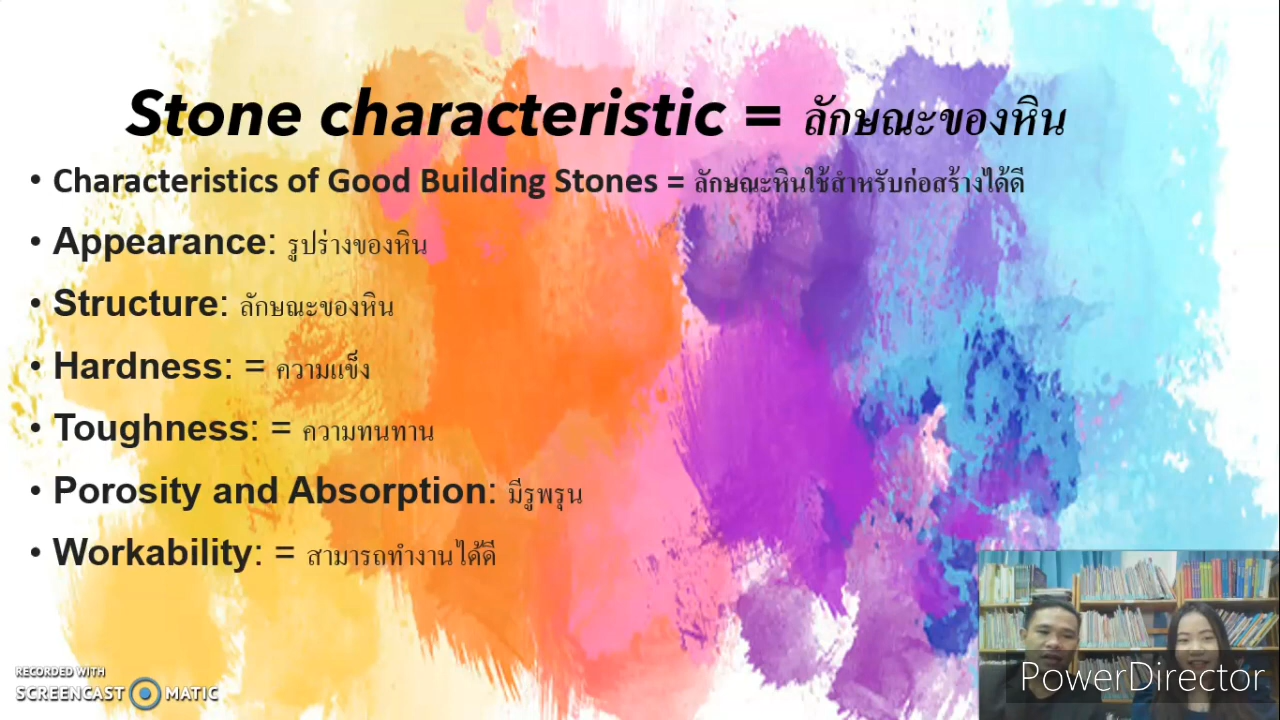 Stone characteristic = ลักษณะของหิน
• Characteristics of Good Building Stones = ลักษณะหินใช้สำหรับก่อสร้างได้ดี
• Appearance: รูปร่างของหิน
• Structure: ลักษณะของหิน
• Hardness: = ความแข็ง
• Toughness: = ความทนทาน
• Porosity and Absorption: มีรูพรุน
• Workability: = สามารถทำงานได้ดี
RECORDED WITH
SCREENCAST MATIC
PowerDirector